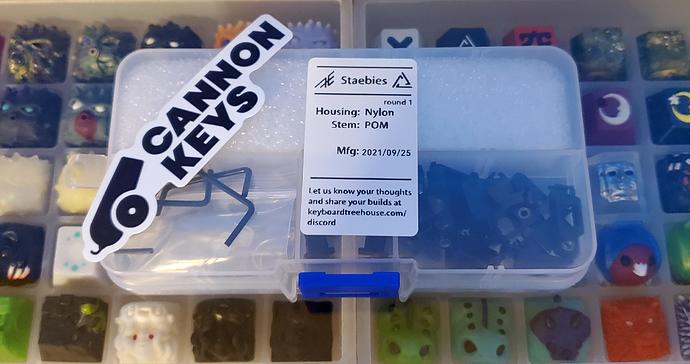 CANNON
KEYS
Staebies
round 1
Housing: Nylon
Stem: POM
Mfg: 2021/09/25
Let us know your thoughts
and share your builds at
keyboardtreehouse.com/
discord